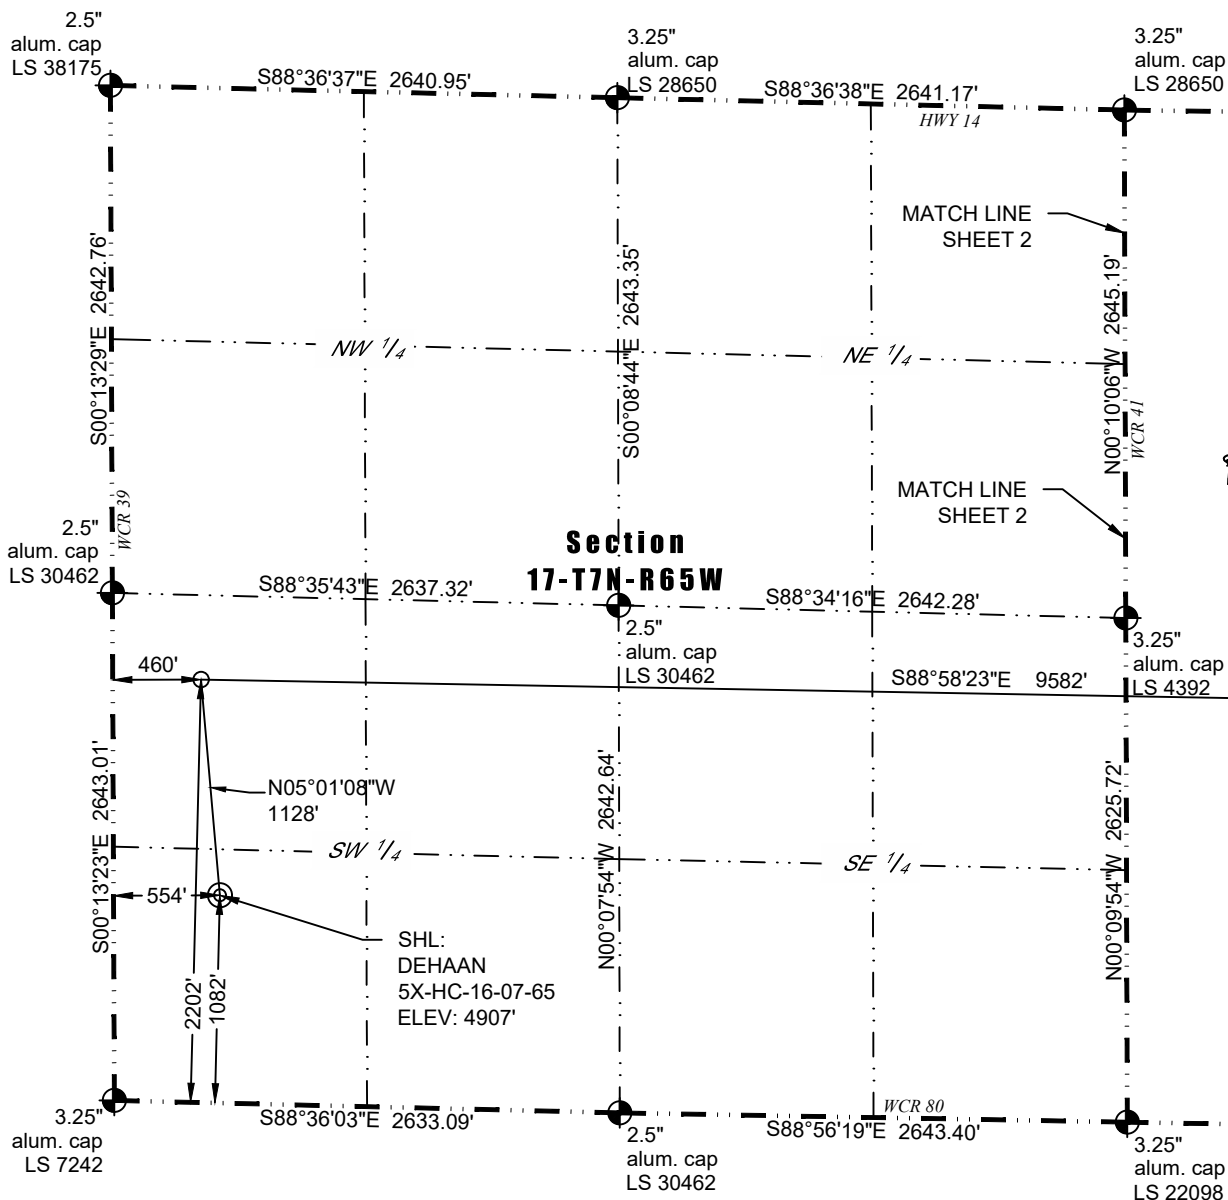 2.5"
alum. cap
LS 38175
S88°36'37"E 2640.95'
3.25"
alum. cap
LS 28650
S88°36'38"E 2641.17'
HWY 14
3.25"
alum. cap
LS 28650
MATCH LINE
SHEET 2
S00°13'29"E 2642.76'
S00°08'44"E 2643.35'
N00°10'06"W 2645.19'
NW 1/4
NE 1/4
WCR 39
WCR 41
MATCH LINE
SHEET 2
2.5"
alum. cap
LS 30462
Section
17-T7N-R65W
S88°35'43"E 2637.32'
S88°34'16"E 2642.28'
2.5"
alum. cap
LS 30462
3.25"
alum. cap
LS 4392
460'
S88°58'23"E 9582'
N05°01'08"W
1128'
S00°13'23"E 2643.01'
N00°07'54"W 2642.64'
N00°09'54"W 2625.72'
SW 1/4
SE 1/4
554'
SHL:
DEHAAN
5X-HC-16-07-65
ELEV: 4907'
2202'
1082'
3.25"
alum. cap
LS 7242
S88°36'03"E 2633.09'
2.5"
alum. cap
LS 30462
WCR 80
S88°56'19"E 2643.40'
3.25"
alum. cap
LS 22098